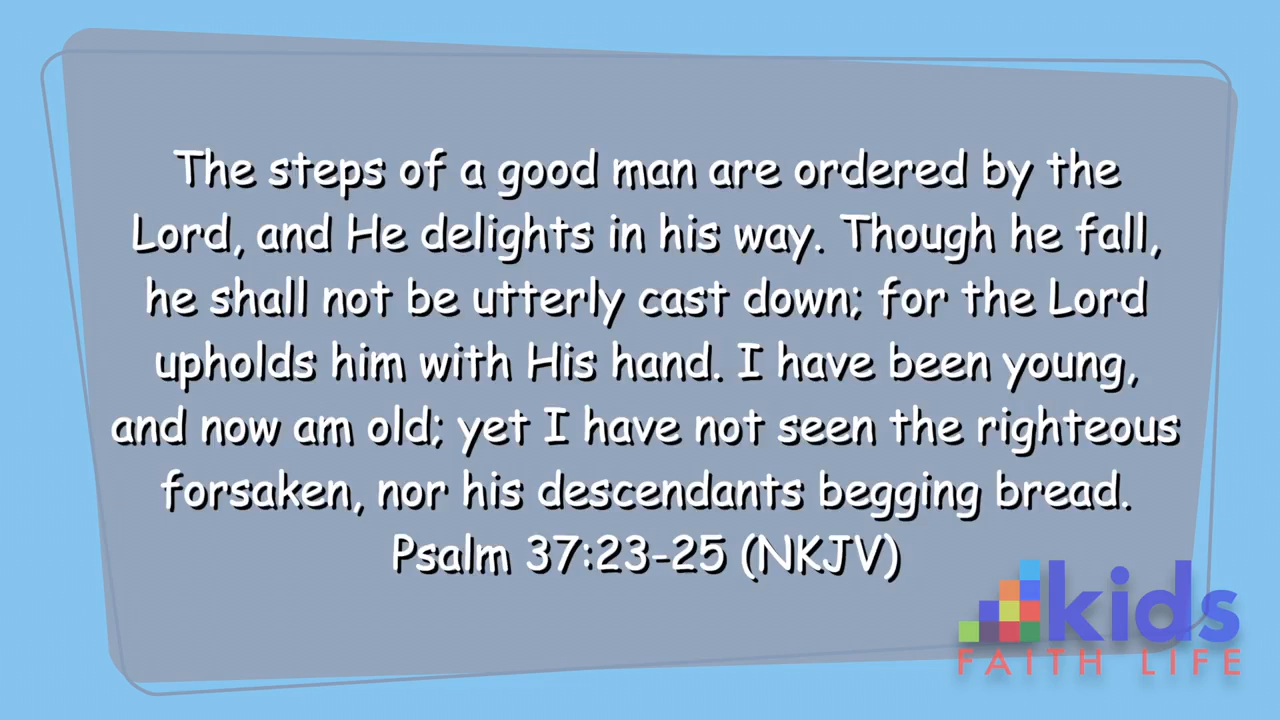 The steps of a good man are ordered by the
Lord, and He delights in his way. Though he fall,
he shall not be utterly cast down; for the Lord
upholds him with His hand. I have been young,
and now am old; yet I have not seen the righteous
forsaken, nor his descendants begging bread.
Psalm 37:23-25 (NKJV)
kids
FAITH LIFE